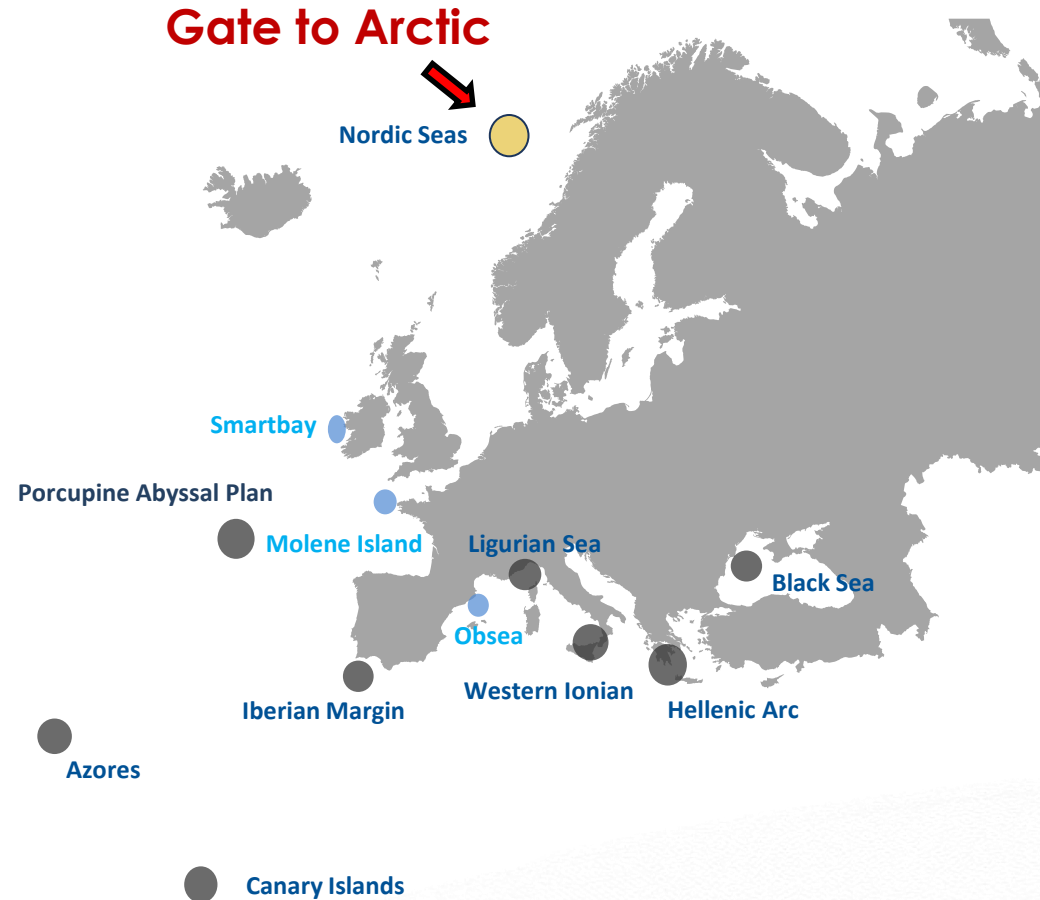 Gate to Arctic
Nordic Seas
Smartbay
Porcupine Abyssal Plan
Molene Island
Ligurian Sea
Black Sea
Obsea
Western Ionian
Iberian Margin
Hellenic Arc
Azores
Canary Islands